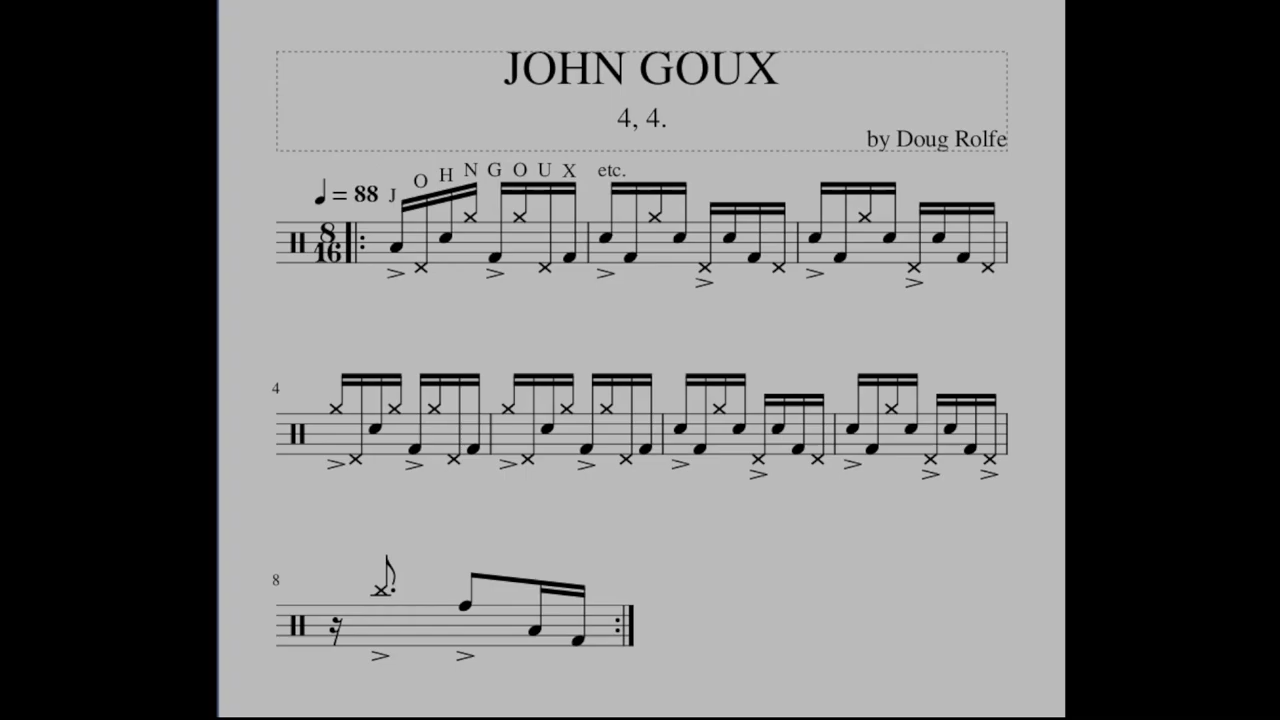 JOHN GOUX
4, 4.
by Doug Rolfe
♩ = 88 J O H N G O U X etc.
8
16
4
8